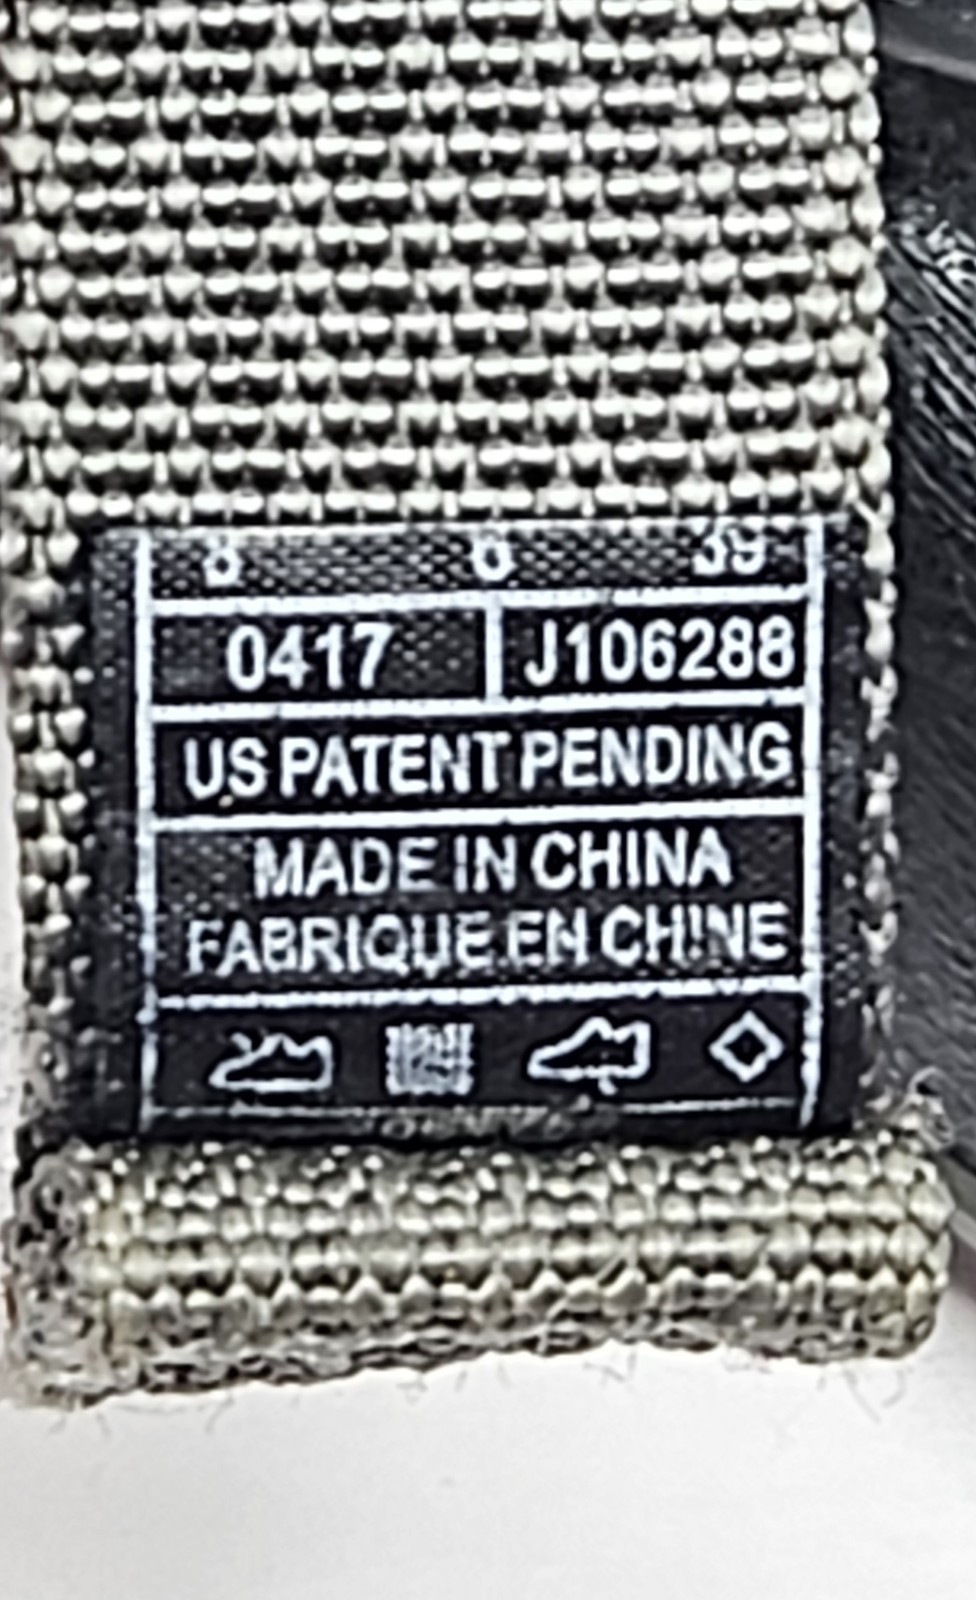 8 6 39
0417 J106288
US PATENT PENDING
MADE IN CHINA
FABRIQUE EN CHINE